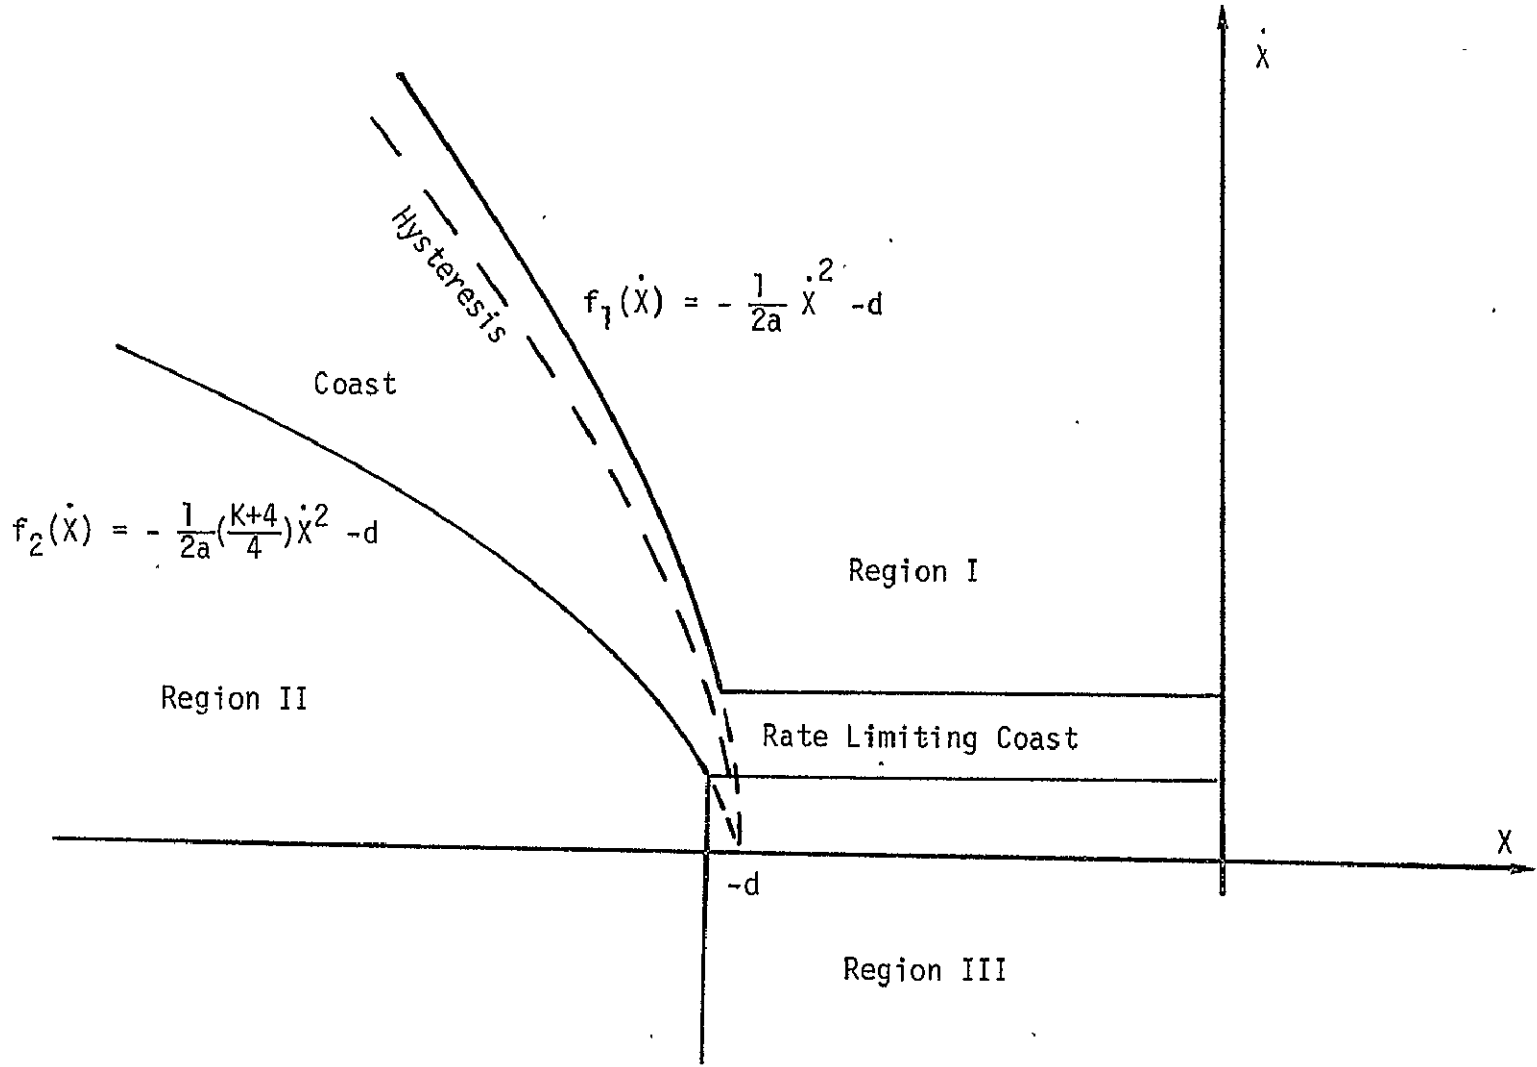 Ẋ
Hysteresis
f₁(Ẋ) = - 1/2a Ẋ² -d
Coast
f₂(Ẋ) = - 1/2a (K+4/4)Ẋ² -d
Region I
Region II
Rate Limiting Coast
X
-d
Region III